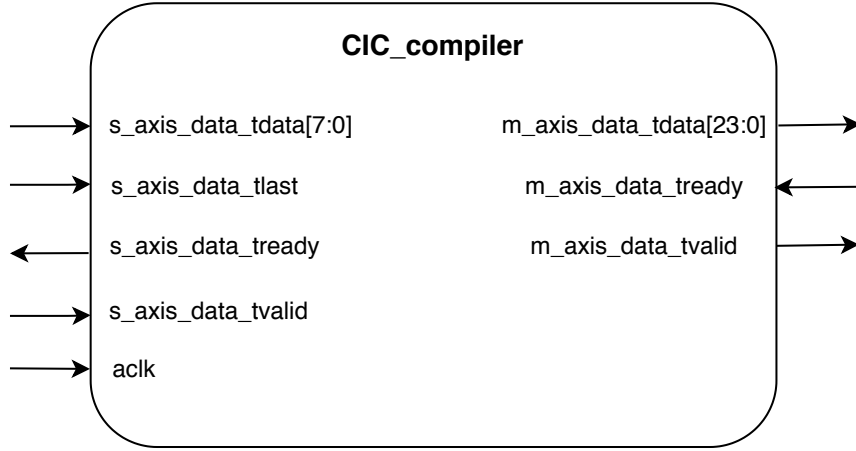 CIC_compiler
s_axis_data_tdata[7:0]
m_axis_data_tdata[23:0]
s_axis_data_tlast
m_axis_data_tready
s_axis_data_tready
m_axis_data_tvalid
s_axis_data_tvalid
aclk